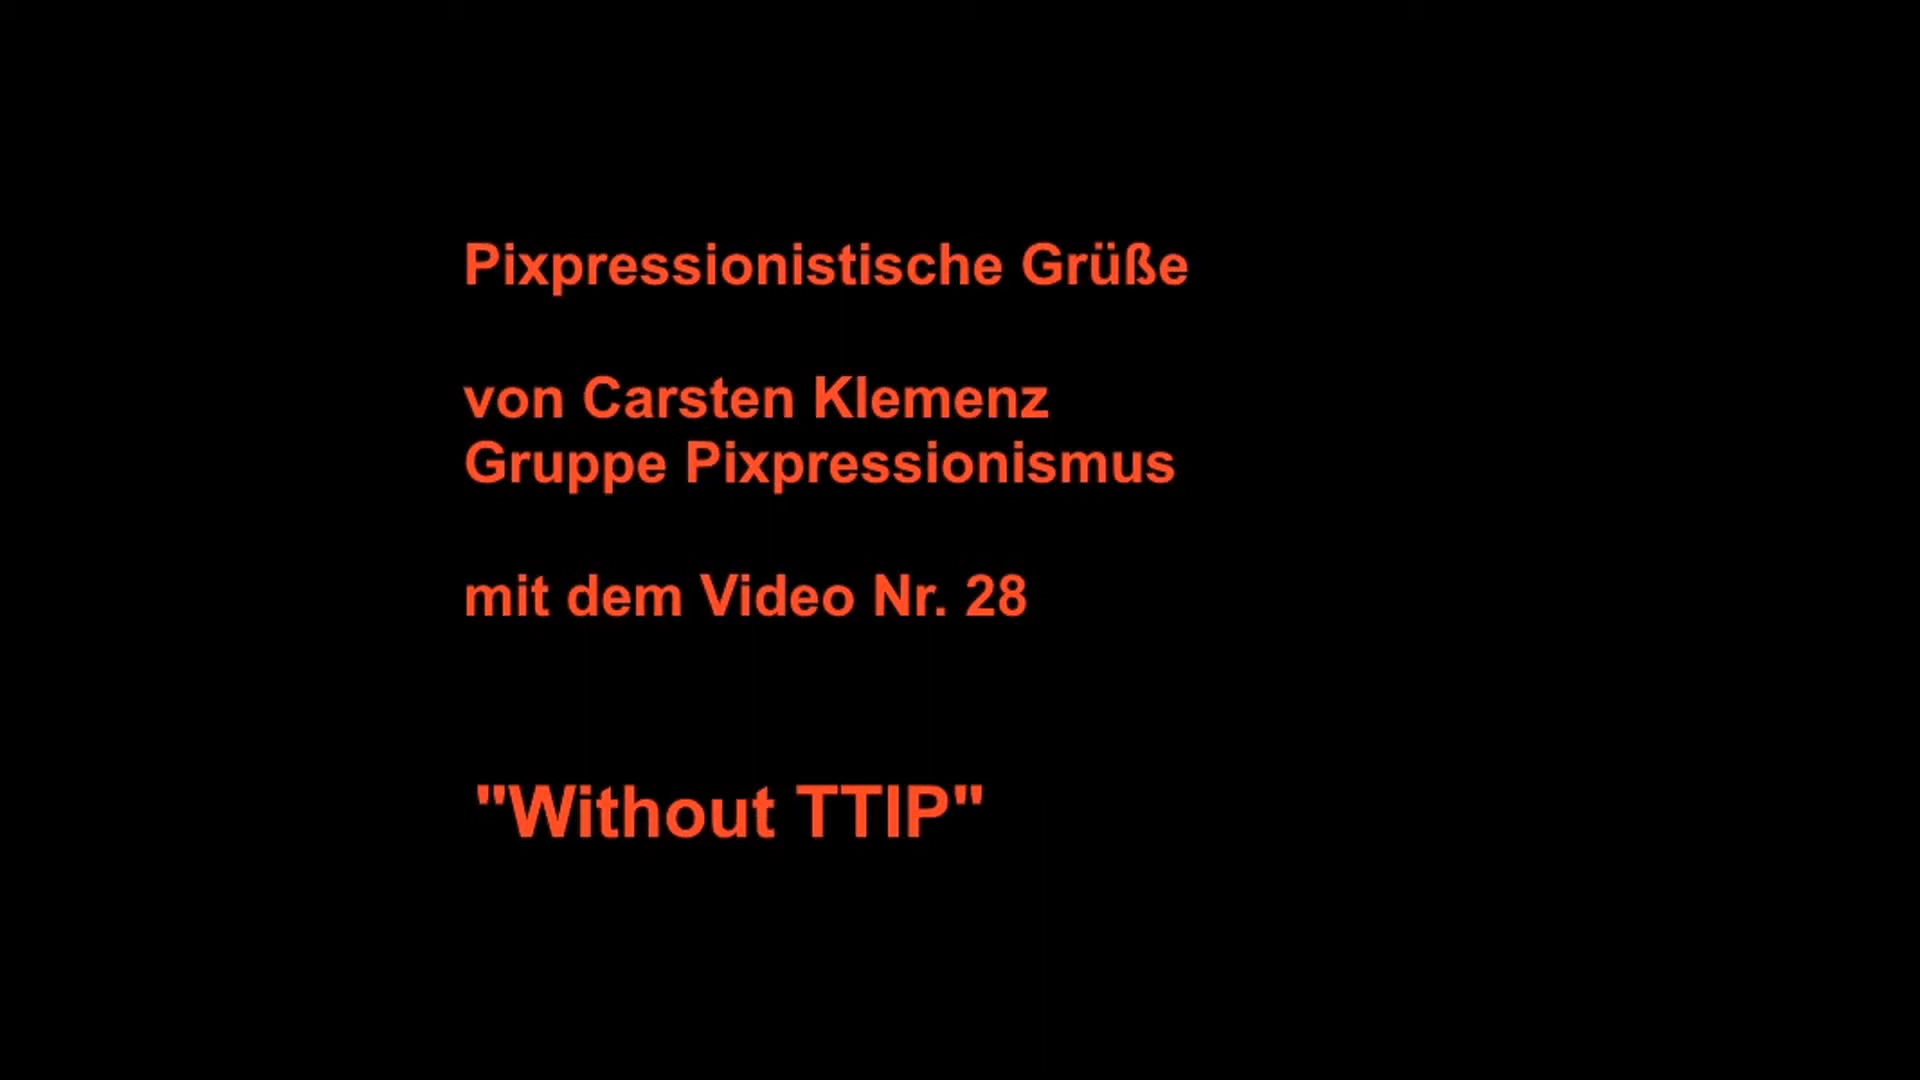 Pixpressionistische Grüße
von Carsten Klemenz
Gruppe Pixpressionismus
mit dem Video Nr. 28
"Without TTIP"